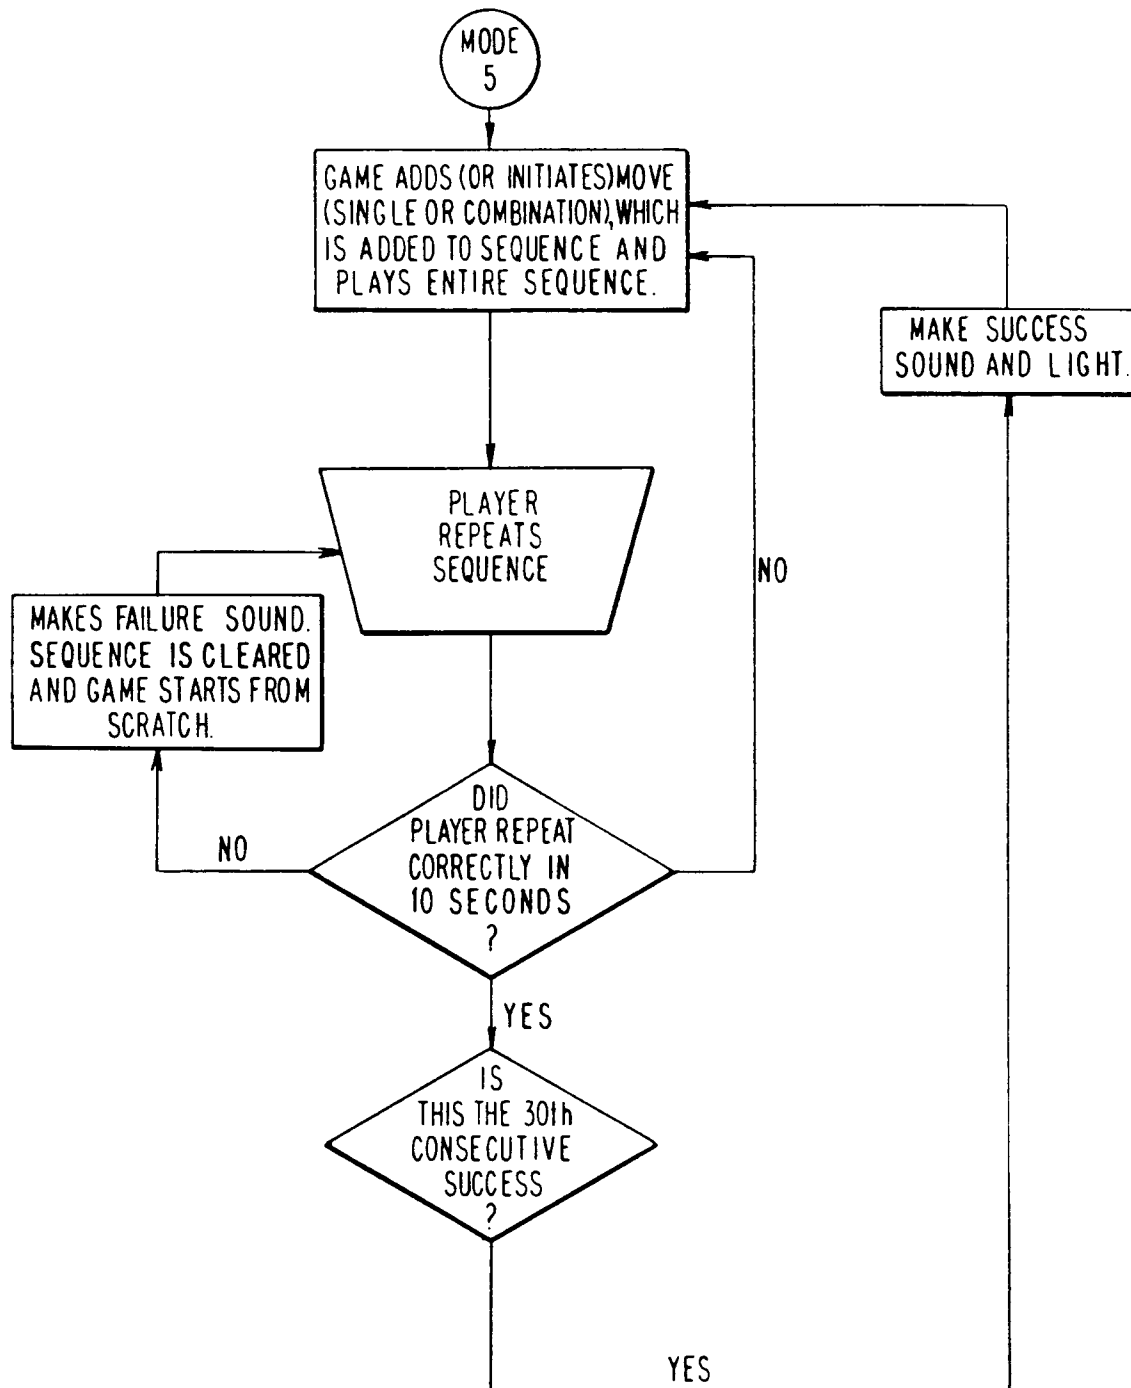 MODE
5
GAME ADDS (OR INITIATES) MOVE
(SINGLE OR COMBINATION), WHICH
IS ADDED TO SEQUENCE AND
PLAYS ENTIRE SEQUENCE.
MAKE SUCCESS
SOUND AND LIGHT.
PLAYER
REPEATS
SEQUENCE
NO
MAKES FAILURE SOUND.
SEQUENCE IS CLEARED
AND GAME STARTS FROM
SCRATCH.
DID
PLAYER REPEAT
CORRECTLY IN
10 SECONDS
?
NO
YES
IS
THIS THE 30th
CONSECUTIVE
SUCCESS
?
YES